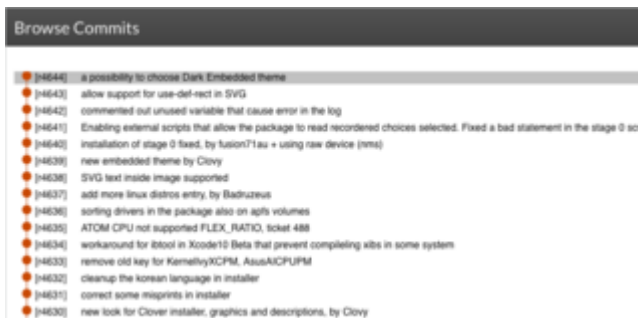 Browse Commits
[r4644] a possibility to choose Dark Embedded theme
[r4643] allow support for use-def-rect in SVG
[r4642] commented out unused variable that cause error in the log
[r4641] Enabling external scripts that allow the package to read recordered choices selected. Fixed a bad statement in the stage 0 sc
[r4640] installation of stage 0 fixed, by fusion71au + using raw device (nms)
[r4639] new embedded theme by Clovy
[r4638] SVG text inside image supported
[r4637] add more linux distros entry, by Badruzeus
[r4636] sorting drivers in the package also on apfs volumes
[r4635] ATOM CPU not supported FLEX_RATIO, ticket 488
[r4634] workaround for ibtool in Xcode10 Beta that prevent compileling xibs in some system
[r4633] remove old key for KernelIvyXCPM, AsusAICPUPM
[r4632] cleanup the korean language in installer
[r4631] correct some misprints in installer
[r4630] new look for Clover installer, graphics and descriptions, by Clovy